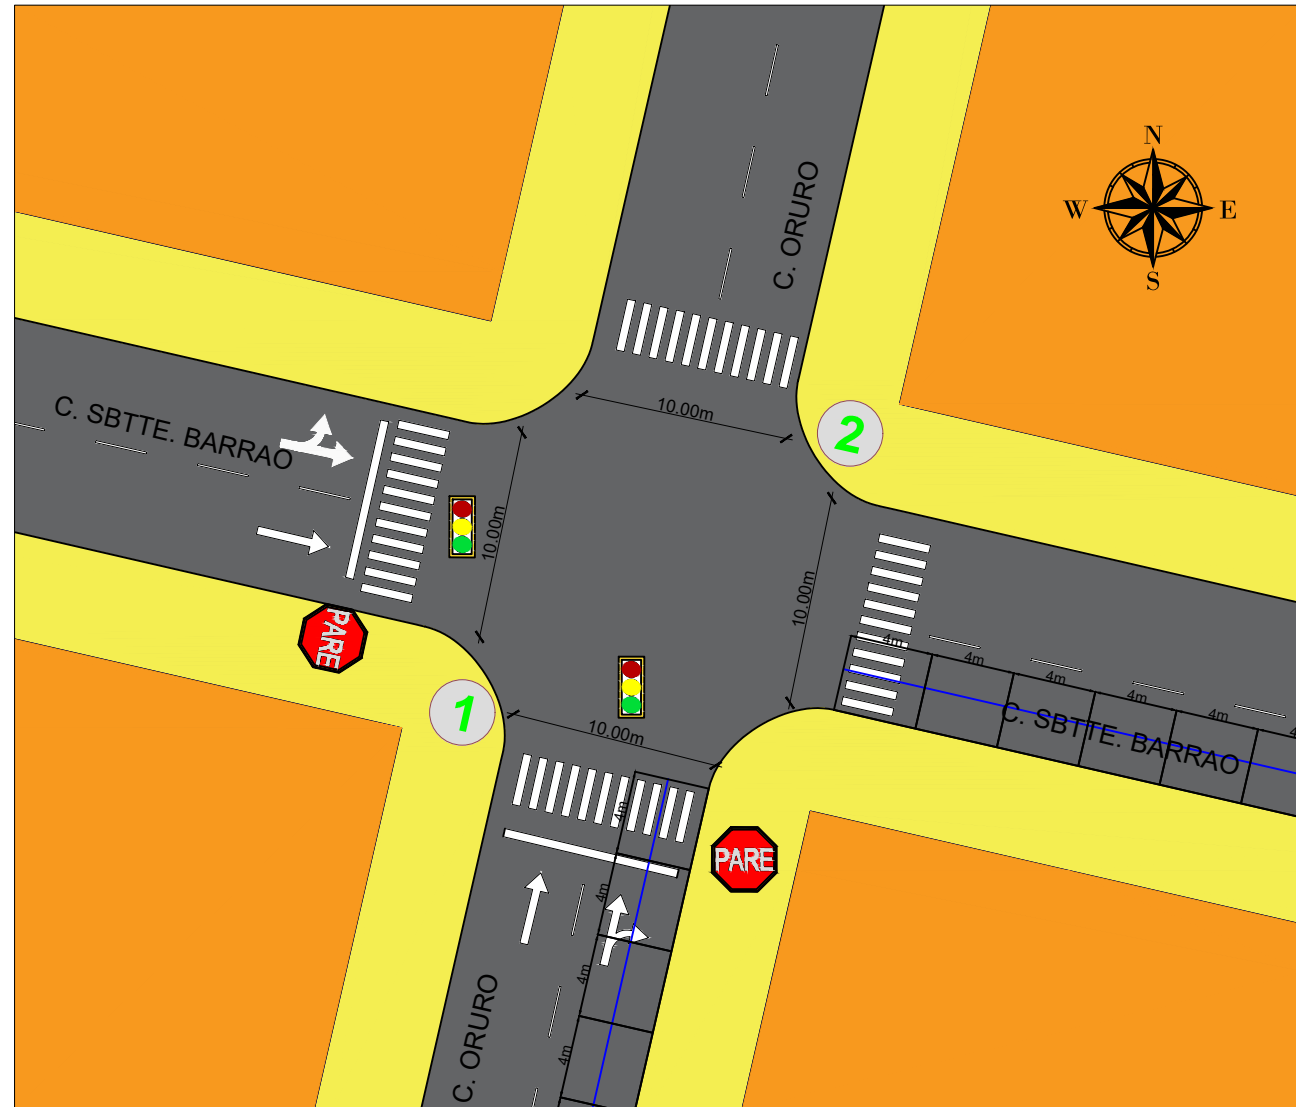 N
W
E
S
C. ORURO
C. SBTTE. BARRAO
10.00m
2
10.00m
10.00m
PARE
1
10.00m
4m
4m
4m
4m
4m
C. SBTTE. BARRAO
4m
PARE
4m
4m
4m
C. ORURO